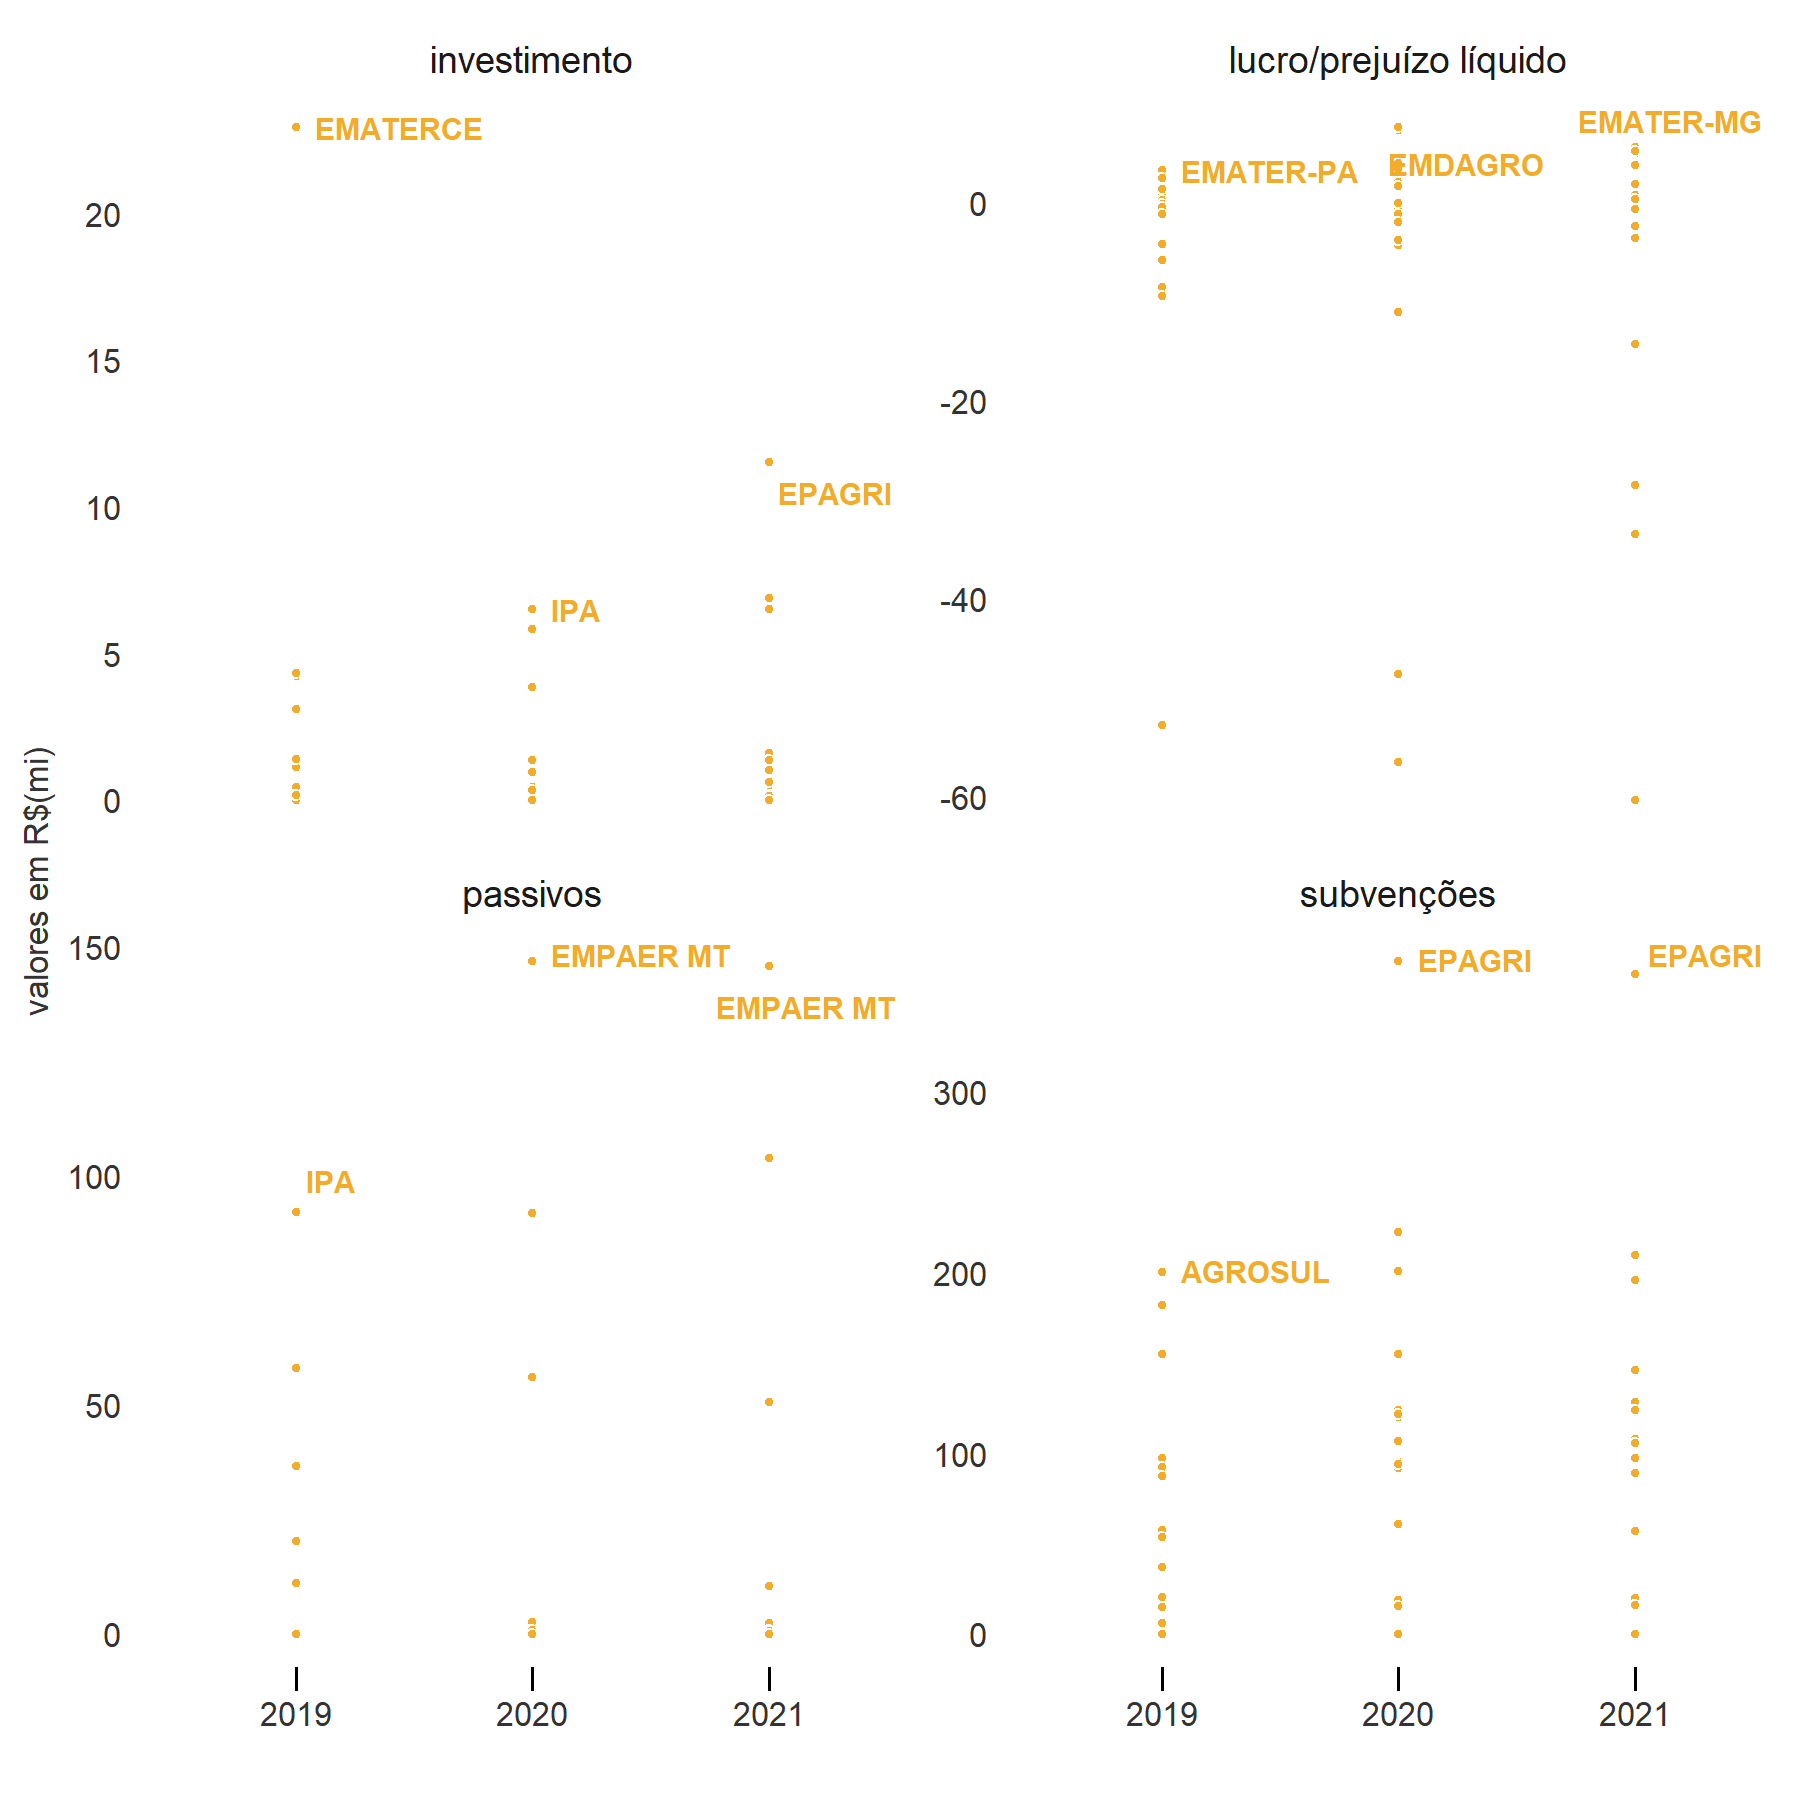 investimento
lucro/prejuízo líquido
EMATERCE
EPAGRI
IPA
20
15
10
5
0
EMATER-PA
EMDAGRO
EMATER-MG
0
-20
-40
-60
valores em R$(mi)
passivos
subvenções
EMPAER MT
EMPAER MT
IPA
150
100
50
0
2019
2020
2021
EPAGRI
EPAGRI
AGROSUL
300
200
100
0
2019
2020
2021